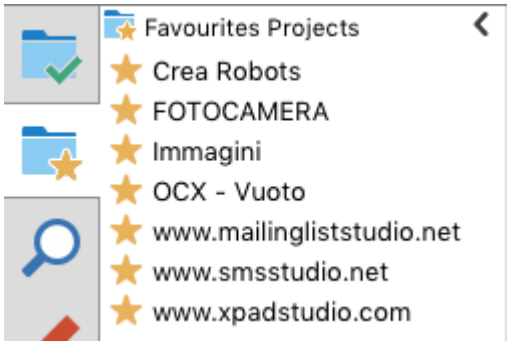 Favourites Projects
Crea Robots
FOTOCAMERA
Immagini
OCX - Vuoto
www.mailingliststudio.net
www.smsstudio.net
www.xpadstudio.com